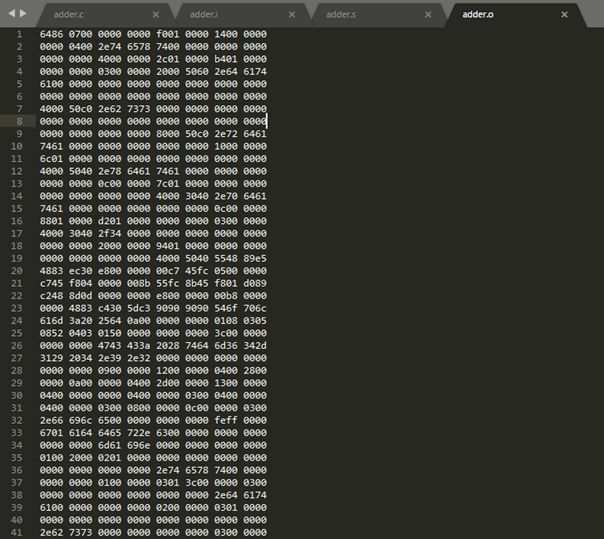 adder.c adder.i adder.s adder.o
1 6486 0700 0000 0000 f001 0000 1400 0000
2 0000 0400 2e74 6578 7400 0000 0000 0000
3 0000 0000 4000 0000 2c01 0000 b401 0000
4 0000 0000 0300 0000 2000 5060 2e64 6174
5 6100 0000 0000 0000 0000 0000 0000 0000
6 0000 0000 0000 0000 0000 0000 0000 0000
7 4000 50c0 2e62 7373 0000 0000 0000 0000
8 0000 0000 0000 0000 0000 0000 0000 0000
9 0000 0000 0000 0000 8000 50c0 2e72 6461
10 7461 0000 0000 0000 0000 0000 1000 0000
11 6c01 0000 0000 0000 0000 0000 0000 0000
12 4000 5040 2e78 6461 7461 0000 0000 0000
13 0000 0000 0c00 0000 7c01 0000 0000 0000
14 0000 0000 0000 0000 4000 3040 2e70 6461
15 7461 0000 0000 0000 0000 0000 0c00 0000
16 8801 0000 d201 0000 0000 0000 0300 0000
17 4000 3040 2f34 0000 0000 0000 0000 0000
18 0000 0000 2000 0000 9401 0000 0000 0000
19 0000 0000 0000 0000 4000 5040 5548 89e5
20 4883 ec30 e800 0000 00c7 45fc 0500 0000
21 c745 f804 0000 008b 55fc 8b45 f801 d089
22 c248 8d0d 0000 0000 e800 0000 00b8 0000
23 0000 4883 c430 5dc3 9090 9090 546f 706c
24 616d 3a20 2564 0a00 0000 0000 0108 0305
25 0852 0403 0150 0000 0000 0000 3c00 0000
26 0000 0000 4743 433a 2028 7464 6d36 342d
27 3129 2034 2e39 2e32 0000 0000 0000 0000
28 0000 0000 0900 0000 1200 0000 0400 2800
29 0000 0a00 0000 0400 2d00 0000 1300 0000
30 0400 0000 0000 0400 0000 0300 0400 0000
31 0400 0000 0300 0800 0000 0c00 0000 0300
32 2e66 696c 6500 0000 0000 0000 feff 0000
33 6701 6164 6465 722e 6300 0000 0000 0000
34 0000 0000 6d61 696e 0000 0000 0000 0000
35 0100 2000 0201 0000 0000 0000 0000 0000
36 0000 0000 0000 0000 2e74 6578 7400 0000
37 0000 0000 0100 0000 0301 3c00 0000 0300
38 0000 0000 0000 0000 0000 0000 2e64 6174
39 6100 0000 0000 0000 0200 0000 0301 0000
40 0000 0000 0000 0000 0000 0000 0000 0000
41 2e62 7373 0000 0000 0000 0000 0300 0000